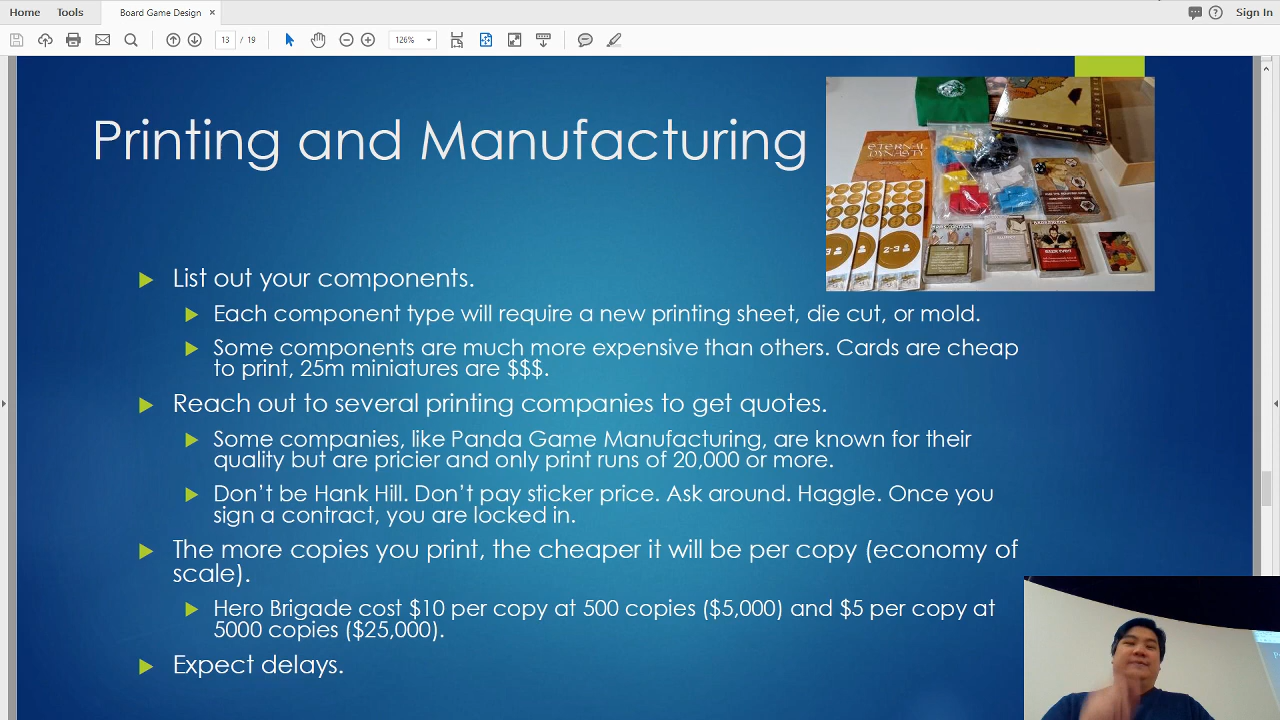 Home Tools Board Game Design × Sign In
13 / 19 126%
Printing and Manufacturing
ETERNAL
DYNASTY
2-3
List out your components.
Each component type will require a new printing sheet, die cut, or mold.
Some components are much more expensive than others. Cards are cheap
to print, 25m miniatures are $$$.
Reach out to several printing companies to get quotes.
Some companies, like Panda Game Manufacturing, are known for their
quality but are pricier and only print runs of 20,000 or more.
Don't be Hank Hill. Don't pay sticker price. Ask around. Haggle. Once you
sign a contract, you are locked in.
The more copies you print, the cheaper it will be per copy (economy of
scale).
Hero Brigade cost $10 per copy at 500 copies ($5,000) and $5 per copy at
5000 copies ($25,000).
Expect delays.